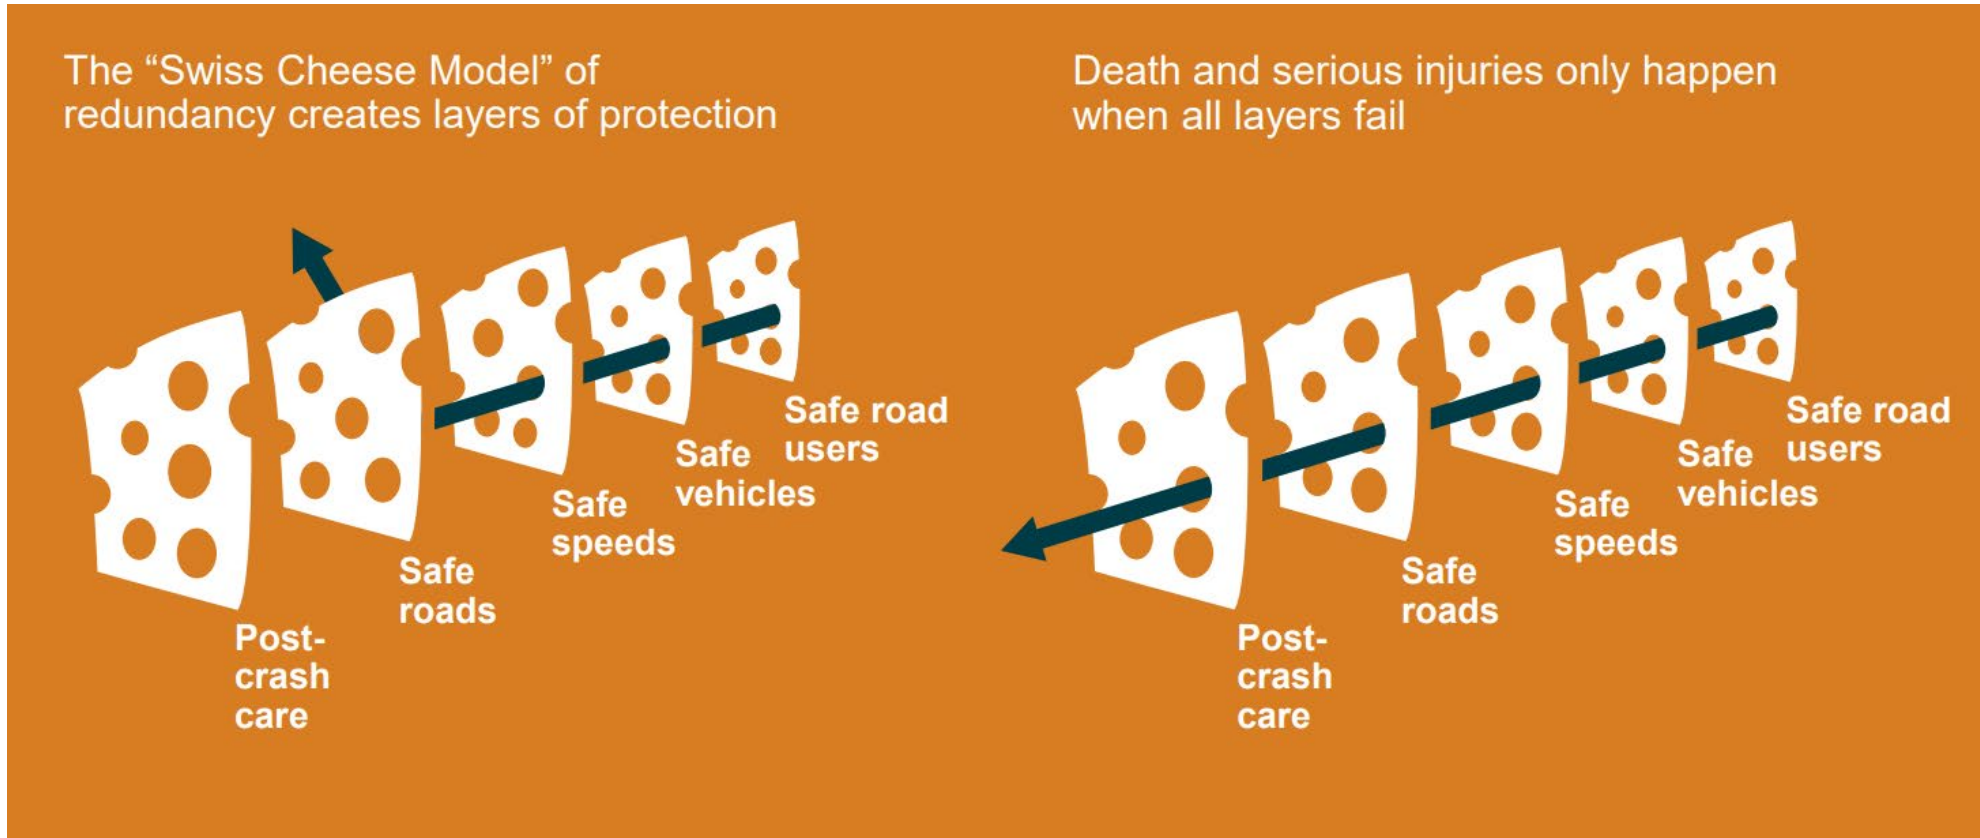 The “Swiss Cheese Model” of
redundancy creates layers of protection
Death and serious injuries only happen
when all layers fail
Post-
crash
care
Safe
roads
Safe
speeds
Safe
vehicles
Safe road
users
Post-
crash
care
Safe
roads
Safe
speeds
Safe
vehicles
Safe road
users